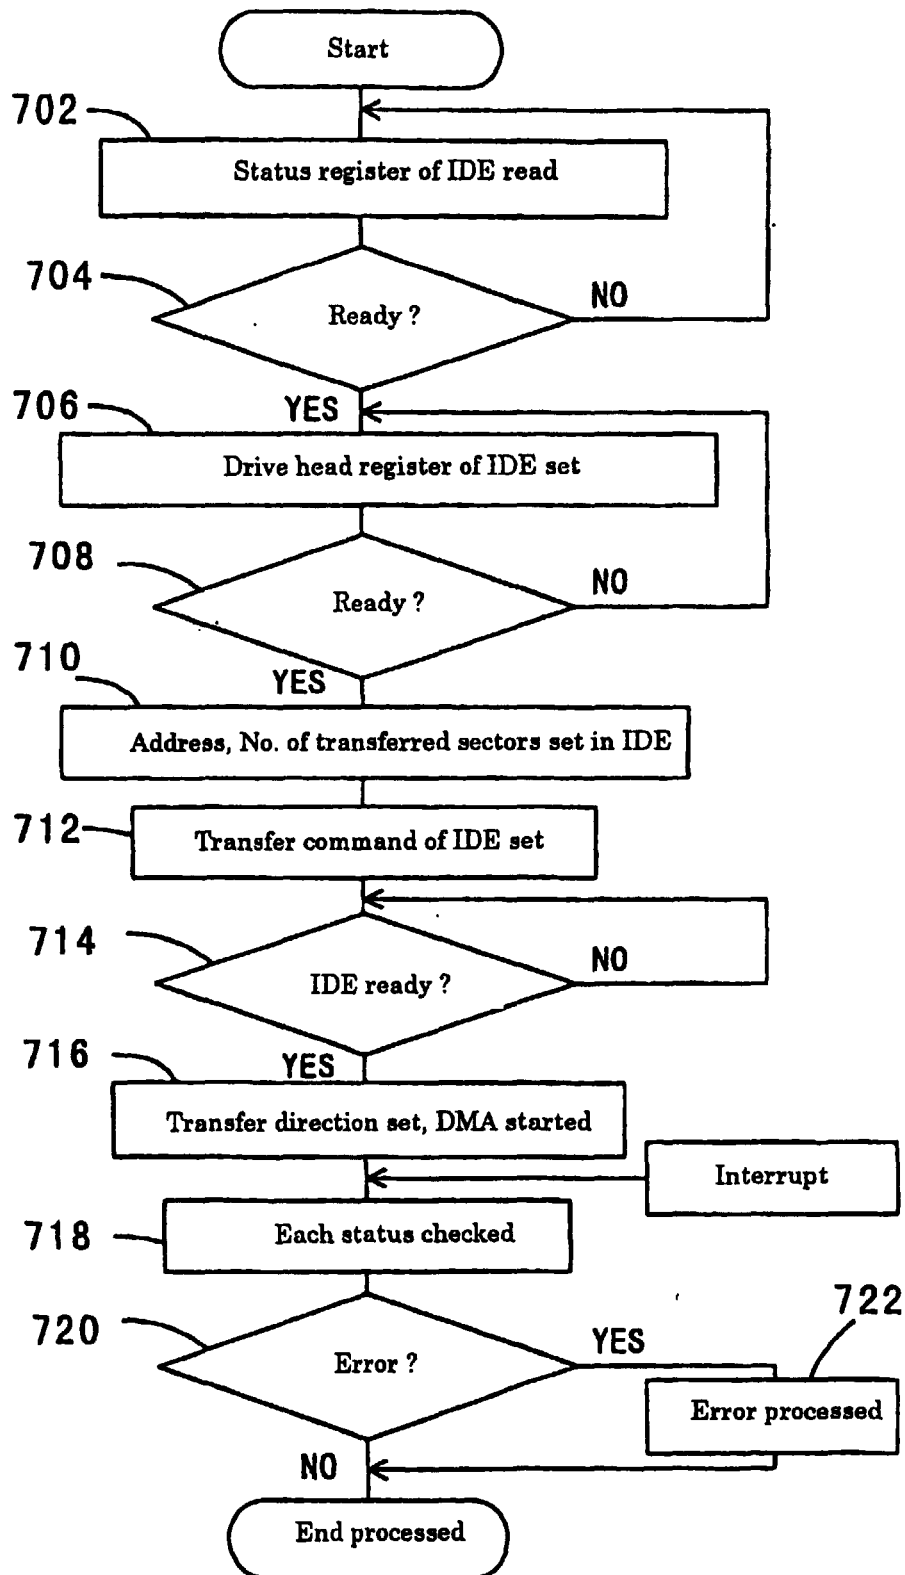 Start
702
Status register of IDE read
704
Ready ?
NO
YES
706
Drive head register of IDE set
708
Ready ?
NO
YES
710
Address, No. of transferred sectors set in IDE
712
Transfer command of IDE set
714
IDE ready ?
NO
YES
716
Transfer direction set, DMA started
Interrupt
718
Each status checked
720
Error ?
YES
722
Error processed
NO
End processed